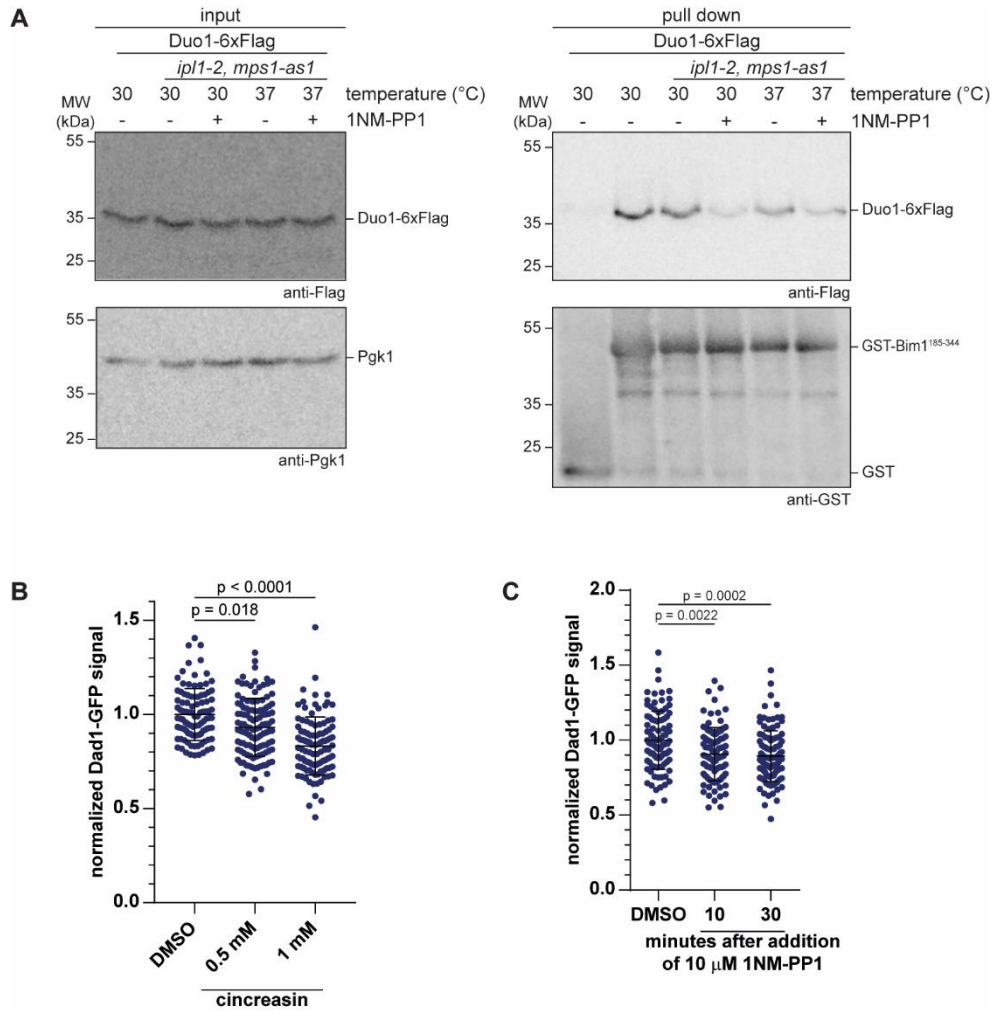 A
input
Duo1-6xFlag
ipl1-2, mps1-as1
MW (kDa) 30 30 30 37 37 temperature (°C)
- - + - + 1NM-PP1
55
35
25
Duo1-6xFlag
anti-Flag
55
35
25
Pgk1
anti-Pgk1
pull down
Duo1-6xFlag
ipl1-2, mps1-as1
MW (kDa) 30 30 30 30 37 37 temperature (°C)
- - - + - + 1NM-PP1
55
35
25
Duo1-6xFlag
anti-Flag
55
35
25
GST-Bim1¹⁸⁵⁻³⁴⁴
GST
anti-GST
B
p < 0.0001
p = 0.018
normalized Dad1-GFP signal
1.5
1.0
0.5
0.0
DMSO
0.5 mM
1 mM
cincreasin
C
p = 0.0002
p = 0.0022
normalized Dad1-GFP signal
2.0
1.5
1.0
0.5
0.0
DMSO 10 30
minutes after addition
of 10 μM 1NM-PP1